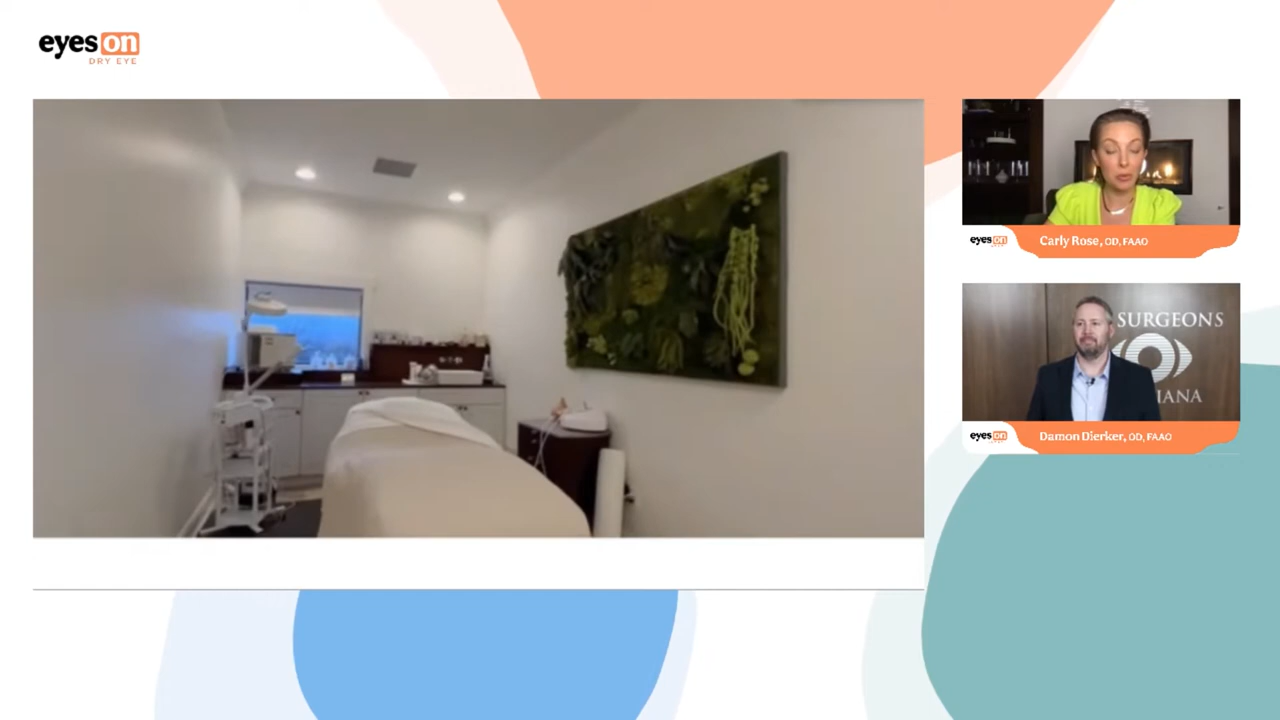 eyes on
DRY EYE
eyes on
Carly Rose, OD, FAAO
SURGEONS
IANA
eyes on
Damon Dierker, OD, FAAO